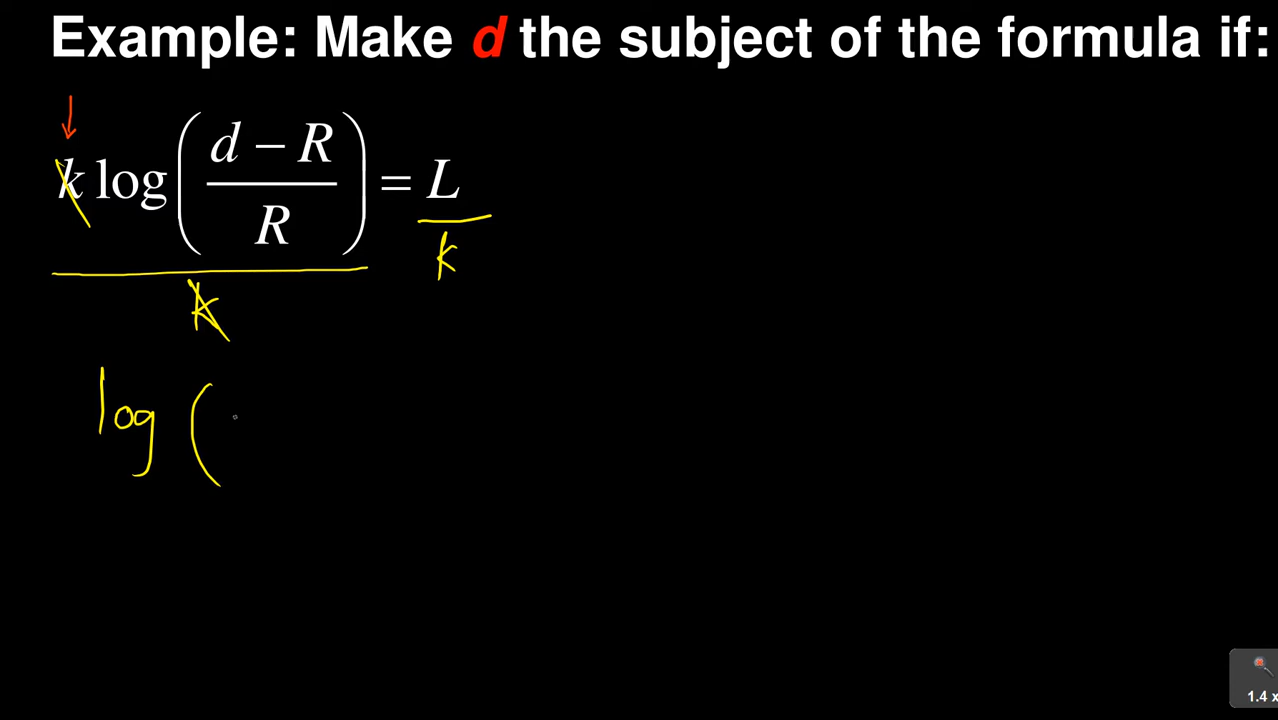 Example: Make d the subject of the formula if:
k log ( (d − R) / R ) = L
k k
log (
1.4 x